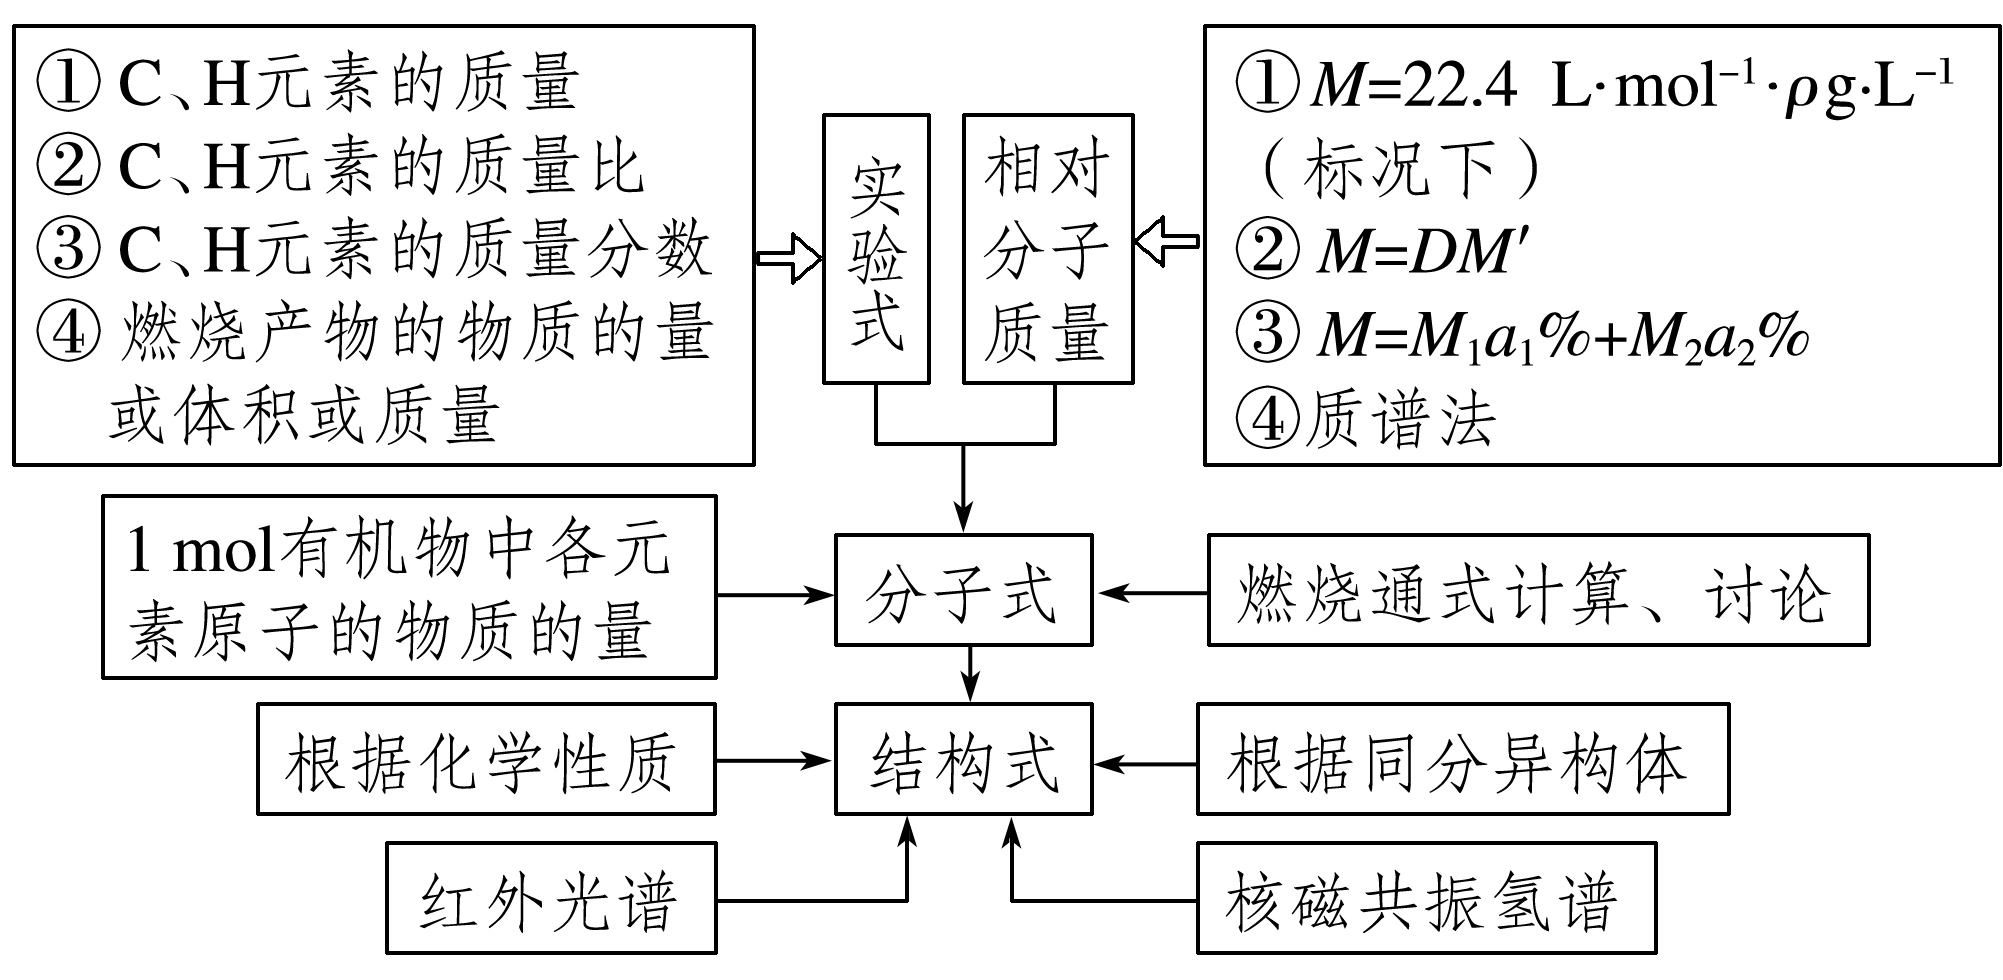 ① C、H元素的质量
② C、H元素的质量比
③ C、H元素的质量分数
④ 燃烧产物的物质的量
或体积或质量
实验式
相对
分子
质量
① M=22.4 L·mol⁻¹·ρg·L⁻¹
（标况下）
② M=DM′
③ M=M₁a₁%+M₂a₂%
④质谱法
1 mol有机物中各元
素原子的物质的量
分子式
燃烧通式计算、讨论
根据化学性质
结构式
根据同分异构体
红外光谱
核磁共振氢谱